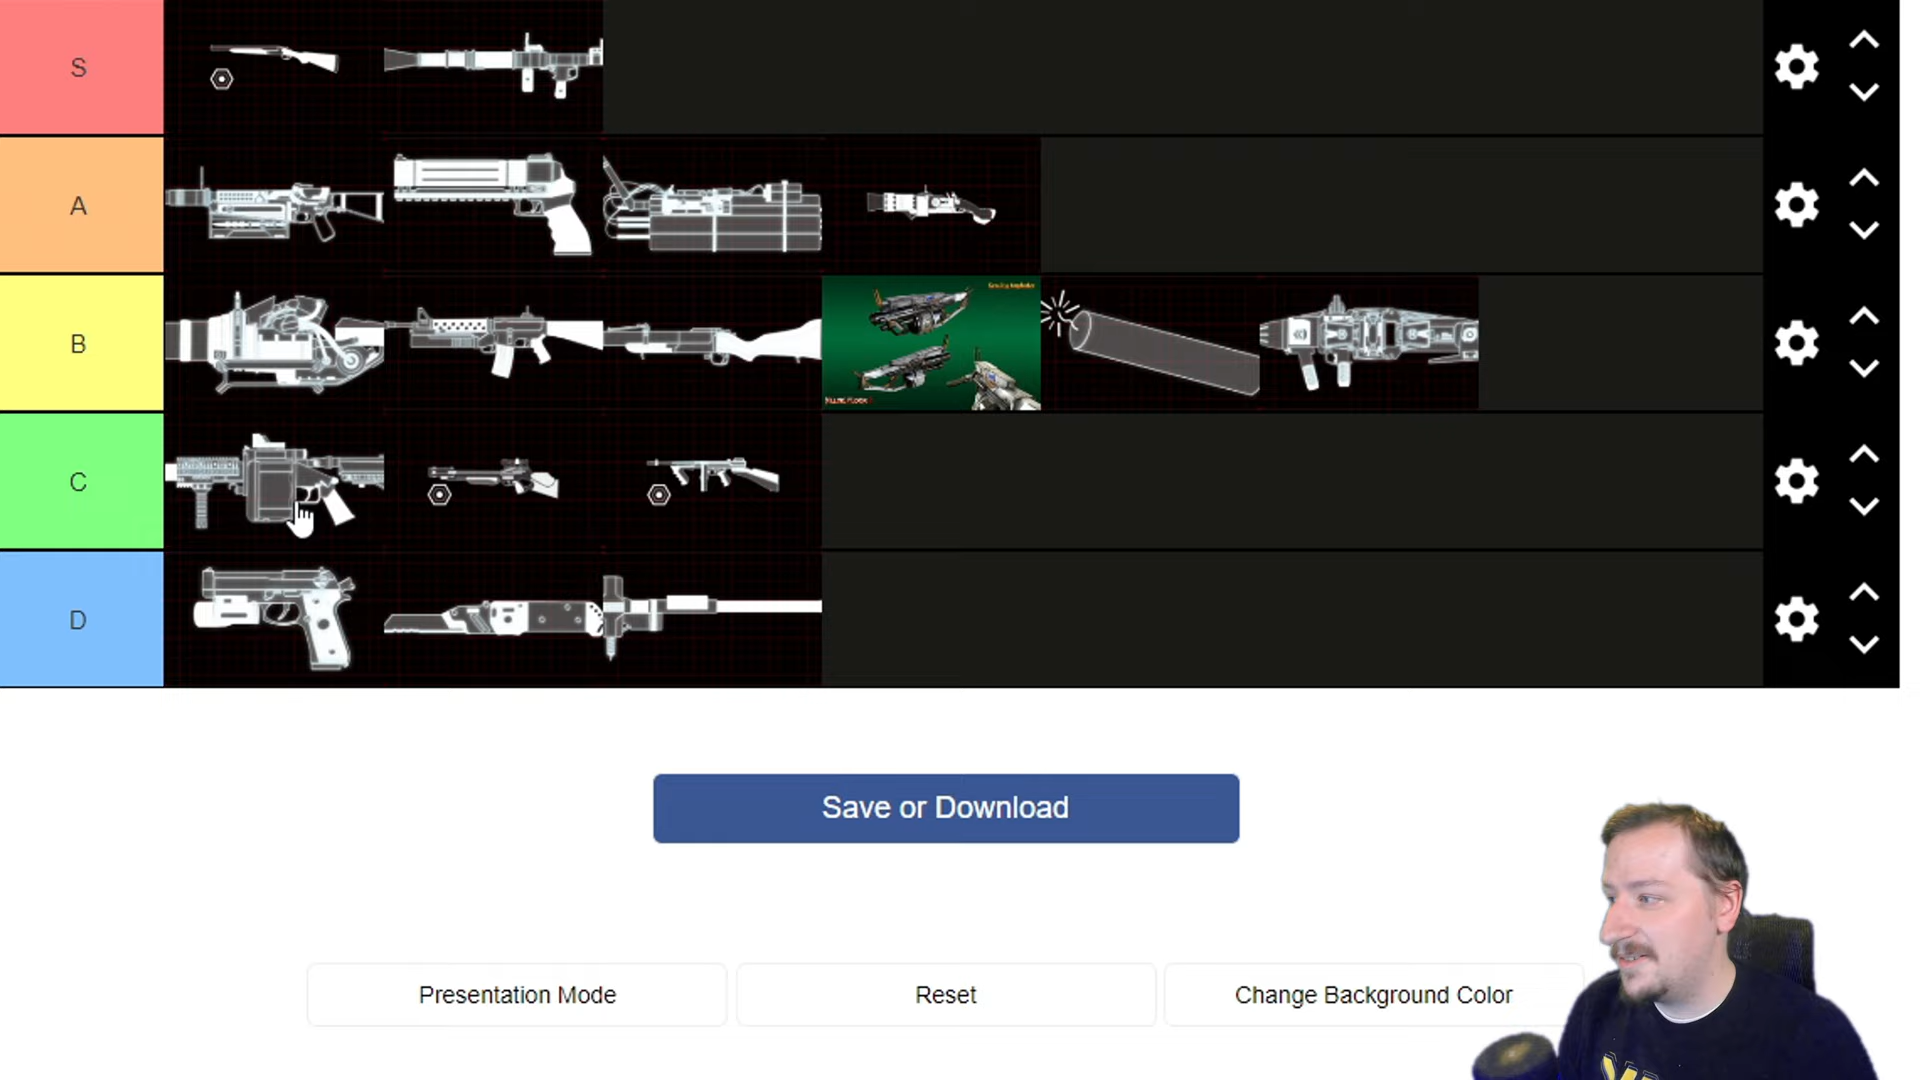 S
A
B
C
D
Save or Download
Presentation Mode
Reset
Change Background Color